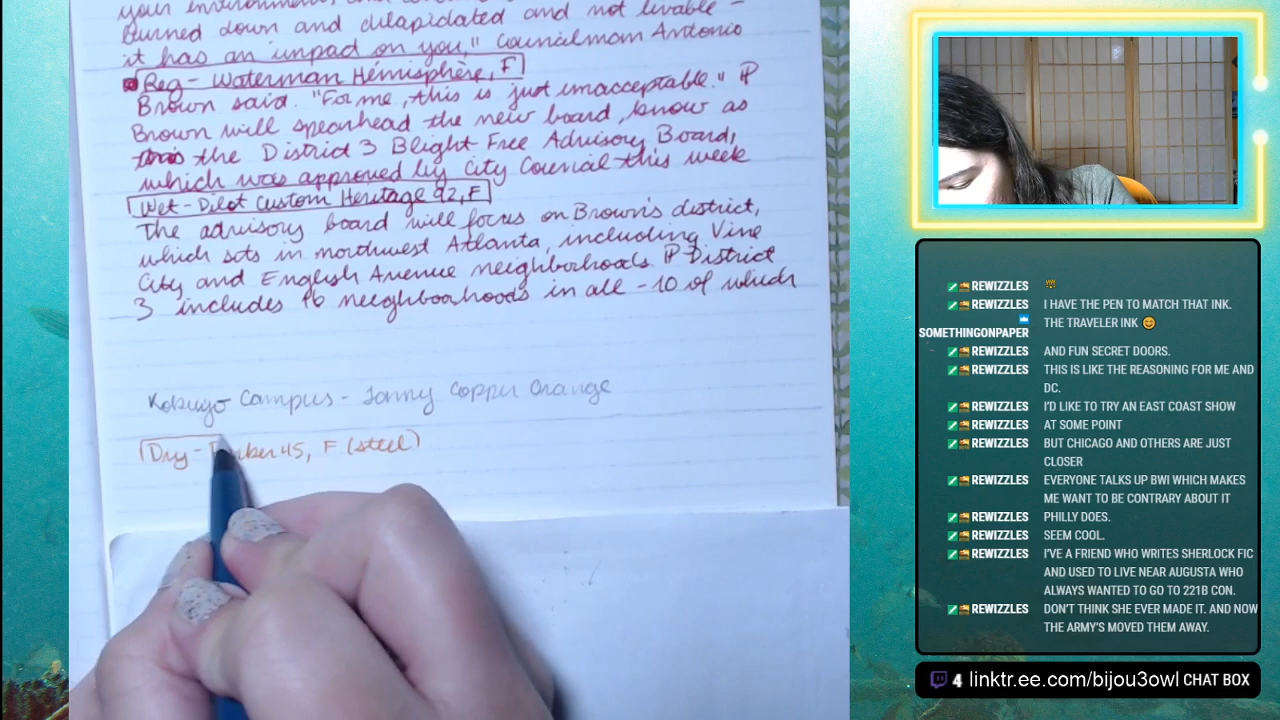 your environment, and
burned down and dilapidated and not livable -
it has an impact on you," Councilmom Antonio
Reg - Waterman Hémisphère, F
Brown said. "For me, this is just unacceptable." IP
Brown will spearhead the new board, know as
the District 3 Blight Free Advisory Board,
which was approved by City Council this week
Wet - Pilot Custom Heritage 92, F
The advisory board will focus on Brown's district,
which sits in northwest Atlanta, including Vine
City and English Avenue neighborhoods IP District
3 includes 16 neighboorhoods in all - 10 of which
Kokuyo Campus - Tonny Copper Orange
Dry - 45, F (steel)
REWIZZLES
REWIZZLES I HAVE THE PEN TO MATCH THAT INK.
SOMETHINGONPAPER THE TRAVELER INK 😊
REWIZZLES AND FUN SECRET DOORS.
REWIZZLES THIS IS LIKE THE REASONING FOR ME AND
DC.
REWIZZLES I'D LIKE TO TRY AN EAST COAST SHOW
REWIZZLES AT SOME POINT
REWIZZLES BUT CHICAGO AND OTHERS ARE JUST
CLOSER
REWIZZLES EVERYONE TALKS UP BWI WHICH MAKES
ME WANT TO BE CONTRARY ABOUT IT
REWIZZLES PHILLY DOES.
REWIZZLES SEEM COOL.
REWIZZLES I'VE A FRIEND WHO WRITES SHERLOCK FIC
AND USED TO LIVE NEAR AUGUSTA WHO
ALWAYS WANTED TO GO TO 221B CON.
REWIZZLES DON'T THINK SHE EVER MADE IT. AND NOW
THE ARMY'S MOVED THEM AWAY.
4 linktr.ee.com/bijou3owl CHAT BOX